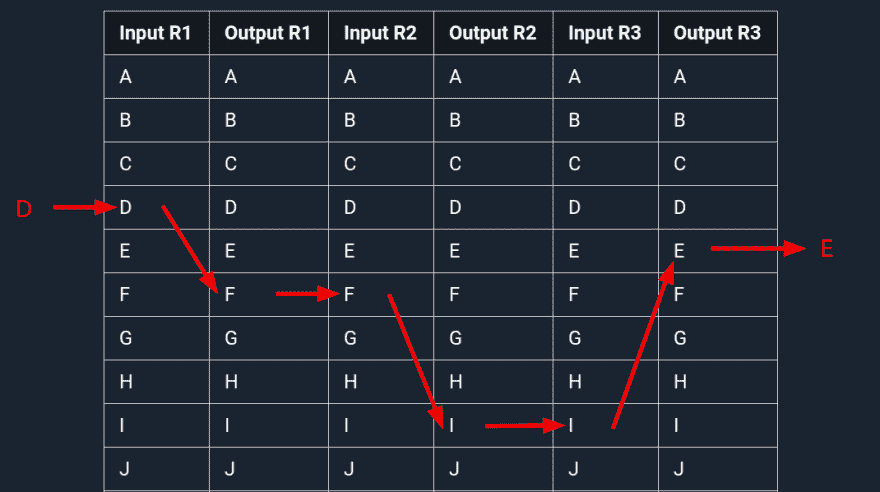 Input R1 Output R1 Input R2 Output R2 Input R3 Output R3
A A A A A A
B B B B B B
C C C C C C
D D D D D D D
E E E E E E E
F F F F F F
G G G G G G
H H H H H H
I I I I I I
J J J J J J